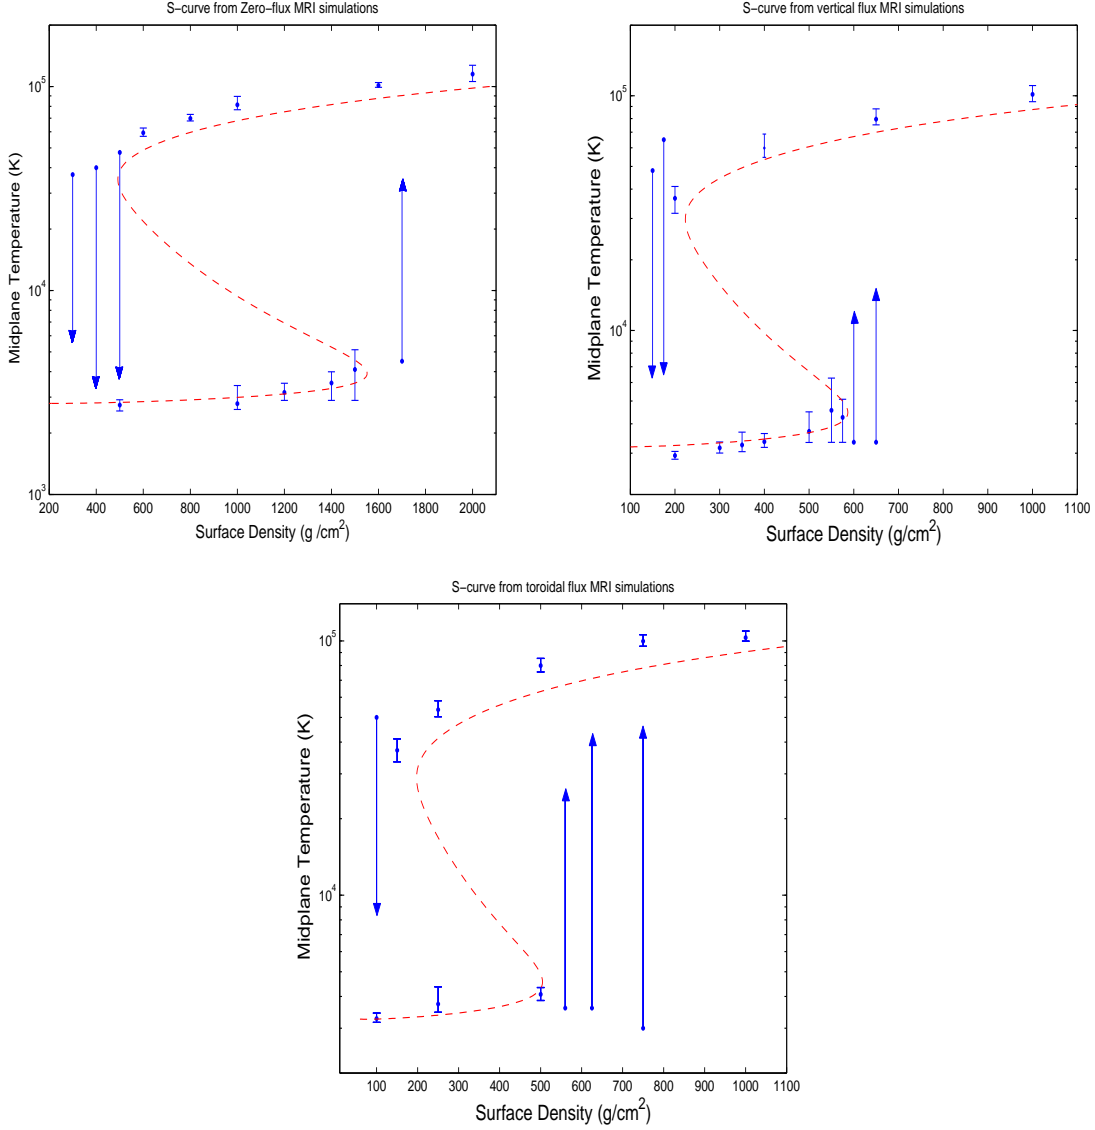 S−curve from Zero−flux MRI simulations
10^5
10^4
10^3
Midplane Temperature (K)
200 400 600 800 1000 1200 1400 1600 1800 2000
Surface Density (g /cm^2)
S−curve from vertical flux MRI simulations
10^5
10^4
Midplane Temperature (K)
100 200 300 400 500 600 700 800 900 1000 1100
Surface Density (g/cm^2)
S−curve from toroidal flux MRI simulations
10^5
10^4
Midplane Temperature (K)
100 200 300 400 500 600 700 800 900 1000 1100
Surface Density (g/cm^2)